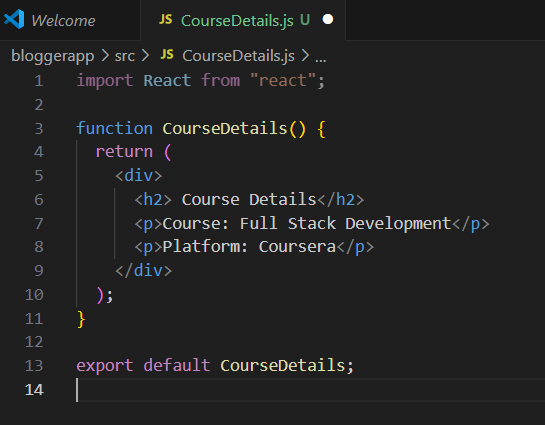 Welcome JS CourseDetails.js U
bloggerapp > src > JS CourseDetails.js > ...
1 import React from "react";
2
3 function CourseDetails() {
4 return (
5 <div>
6 <h2> Course Details</h2>
7 <p>Course: Full Stack Development</p>
8 <p>Platform: Coursera</p>
9 </div>
10 );
11 }
12
13 export default CourseDetails;
14